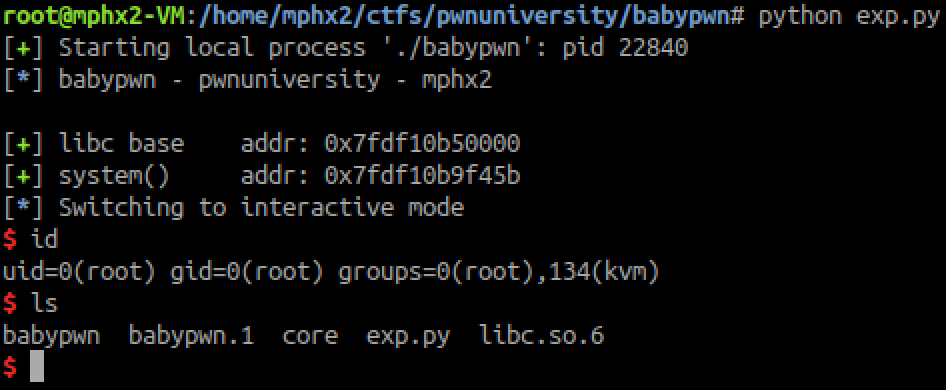 root@mphx2-VM:/home/mphx2/ctfs/pwnuniversity/babypwn# python exp.py
[+] Starting local process './babypwn': pid 22840
[*] babypwn - pwnuniversity - mphx2
[+] libc base    addr: 0x7fdf10b50000
[+] system()     addr: 0x7fdf10b9f45b
[*] Switching to interactive mode
$ id
uid=0(root) gid=0(root) groups=0(root),134(kvm)
$ ls
babypwn  babypwn.1  core  exp.py  libc.so.6
$